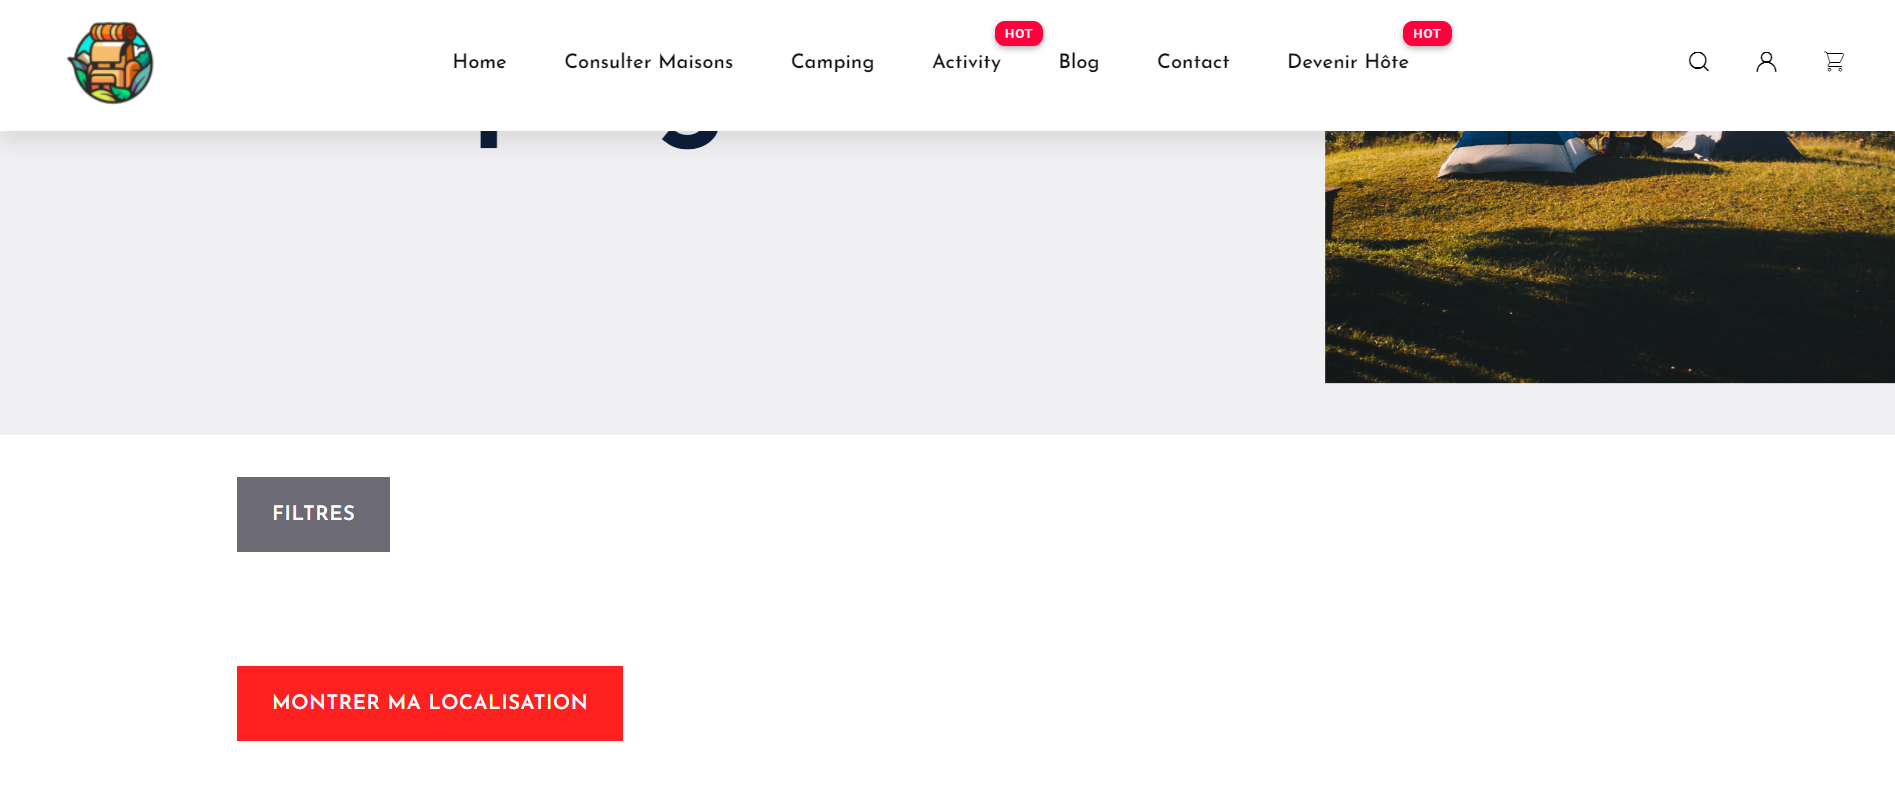 HOT
HOT
Home
Consulter Maisons
Camping
Activity
Blog
Contact
Devenir Hôte
FILTRES
MONTRER MA LOCALISATION